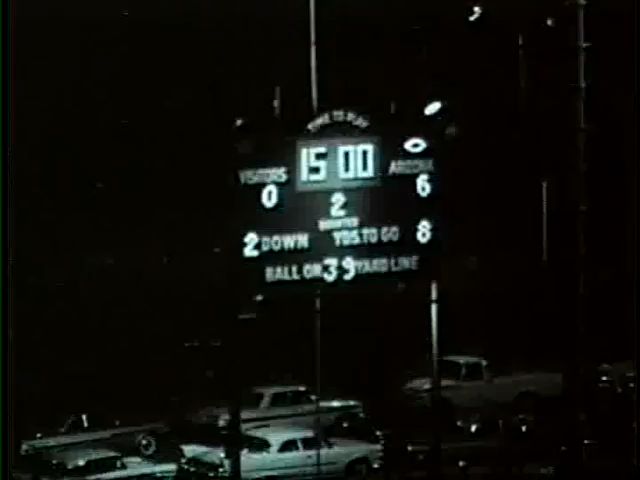 TIME TO PLAY
15 00
VISITORS ARIZONA
0 2 6
QUARTER
2 DOWN YDS. TO GO 8
BALL ON 39 YARD LINE